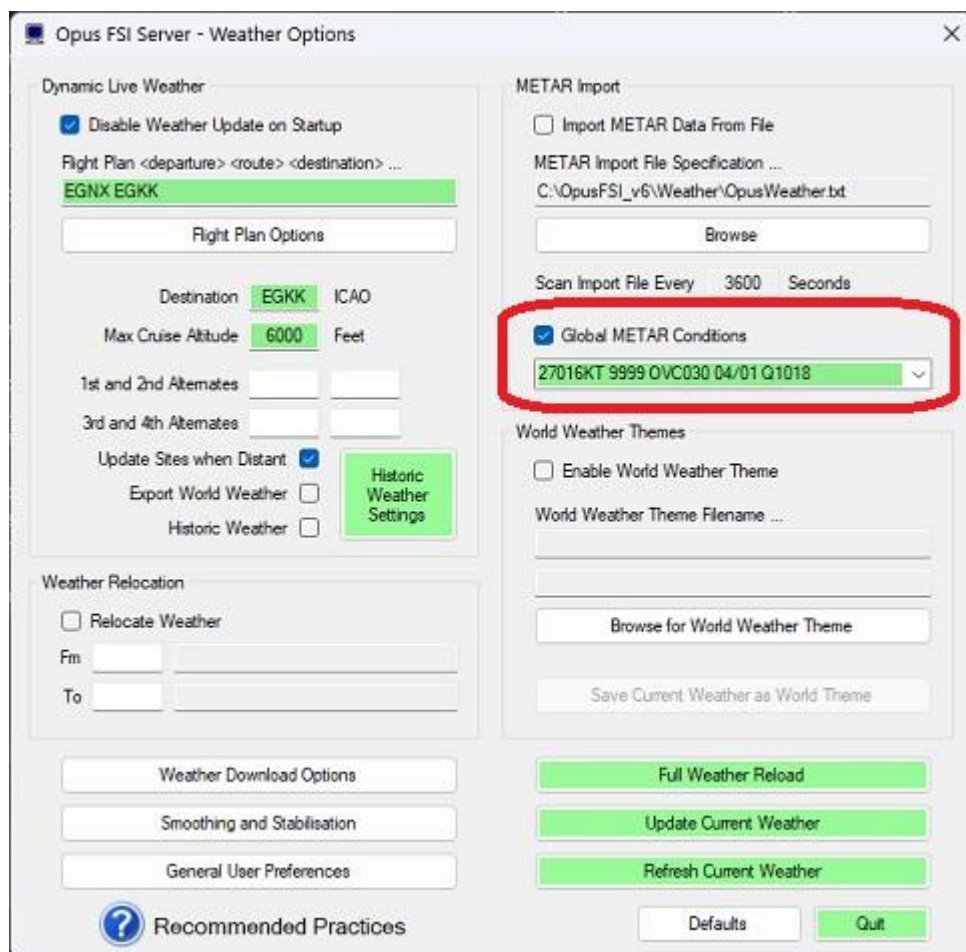 Opus FSI Server - Weather Options
Dynamic Live Weather
Disable Weather Update on Startup
Flight Plan <departure> <route> <destination> ...
EGNX EGKK
Flight Plan Options
Destination EGKK ICAO
Max Cruise Altitude 6000 Feet
1st and 2nd Alternates
3rd and 4th Alternates
Update Sites when Distant
Export World Weather
Historic Weather
Historic
Weather
Settings
Weather Relocation
Relocate Weather
Fm
To
Weather Download Options
Smoothing and Stabilisation
General User Preferences
Recommended Practices
METAR Import
Import METAR Data From File
METAR Import File Specification ...
C:\OpusFSI_v6\Weather\OpusWeather.txt
Browse
Scan Import File Every 3600 Seconds
Global METAR Conditions
27016KT 9999 OVC030 04/01 Q1018
World Weather Themes
Enable World Weather Theme
World Weather Theme Filename ...
Browse for World Weather Theme
Save Current Weather as World Theme
Full Weather Reload
Update Current Weather
Refresh Current Weather
Defaults
Quit